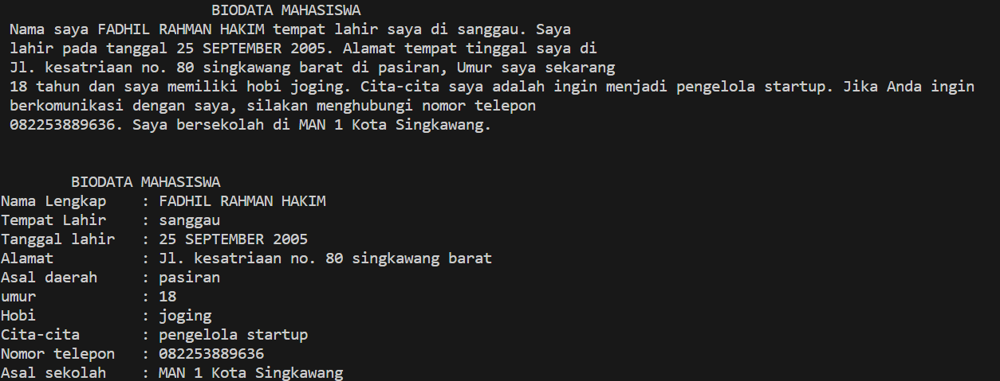 BIODATA MAHASISWA
Nama saya FADHIL RAHMAN HAKIM tempat lahir saya di sanggau. Saya
lahir pada tanggal 25 SEPTEMBER 2005. Alamat tempat tinggal saya di
Jl. kesatriaan no. 80 singkawang barat di pasiran, Umur saya sekarang
18 tahun dan saya memiliki hobi joging. Cita-cita saya adalah ingin menjadi pengelola startup. Jika Anda ingin
berkomunikasi dengan saya, silakan menghubungi nomor telepon
082253889636. Saya bersekolah di MAN 1 Kota Singkawang.
BIODATA MAHASISWA
Nama Lengkap : FADHIL RAHMAN HAKIM
Tempat Lahir : sanggau
Tanggal lahir : 25 SEPTEMBER 2005
Alamat : Jl. kesatriaan no. 80 singkawang barat
Asal daerah : pasiran
umur : 18
Hobi : joging
Cita-cita : pengelola startup
Nomor telepon : 082253889636
Asal sekolah : MAN 1 Kota Singkawang